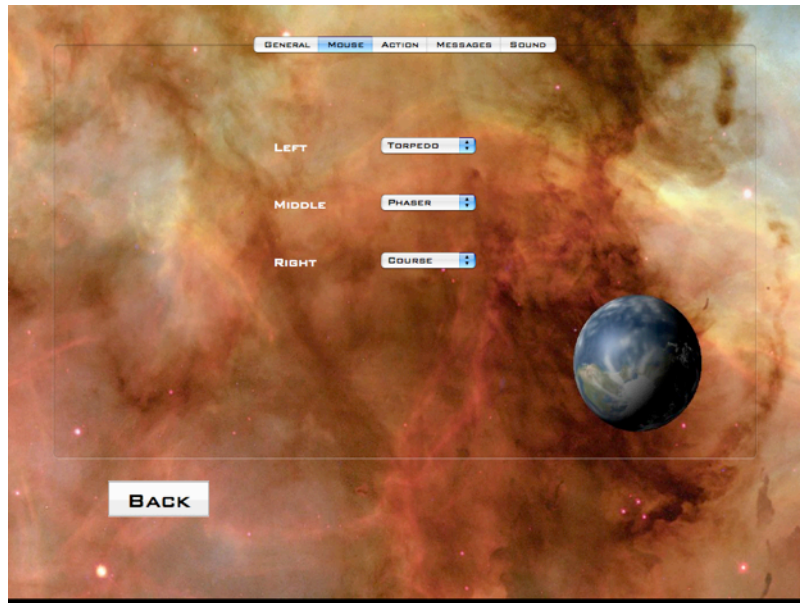 General Mouse Action Messages Sound
Left Torpedo
Middle Phaser
Right Course
Back